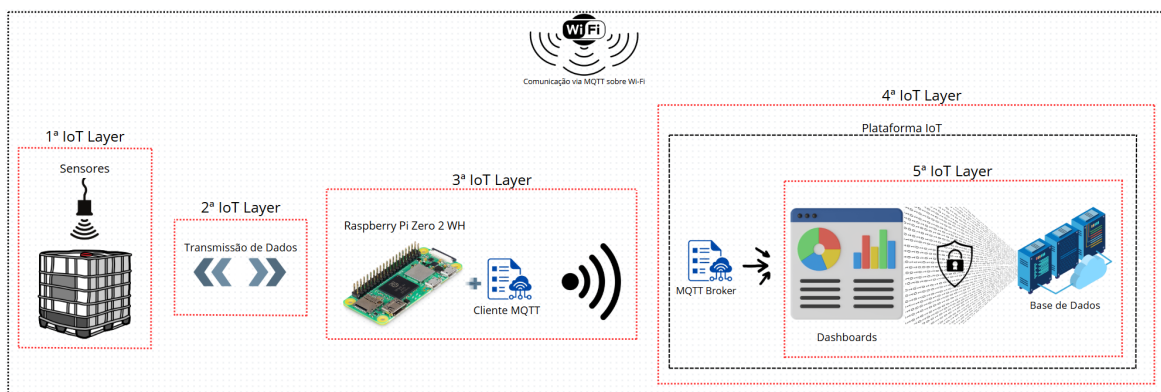 Wi Fi
Comunicação via MQTT sobre Wi-Fi
1ª IoT Layer
Sensores
2ª IoT Layer
Transmissão de Dados
3ª IoT Layer
Raspberry Pi Zero 2 WH
Cliente MQTT
4ª IoT Layer
Plataforma IoT
MQTT Broker
5ª IoT Layer
Dashboards
Base de Dados